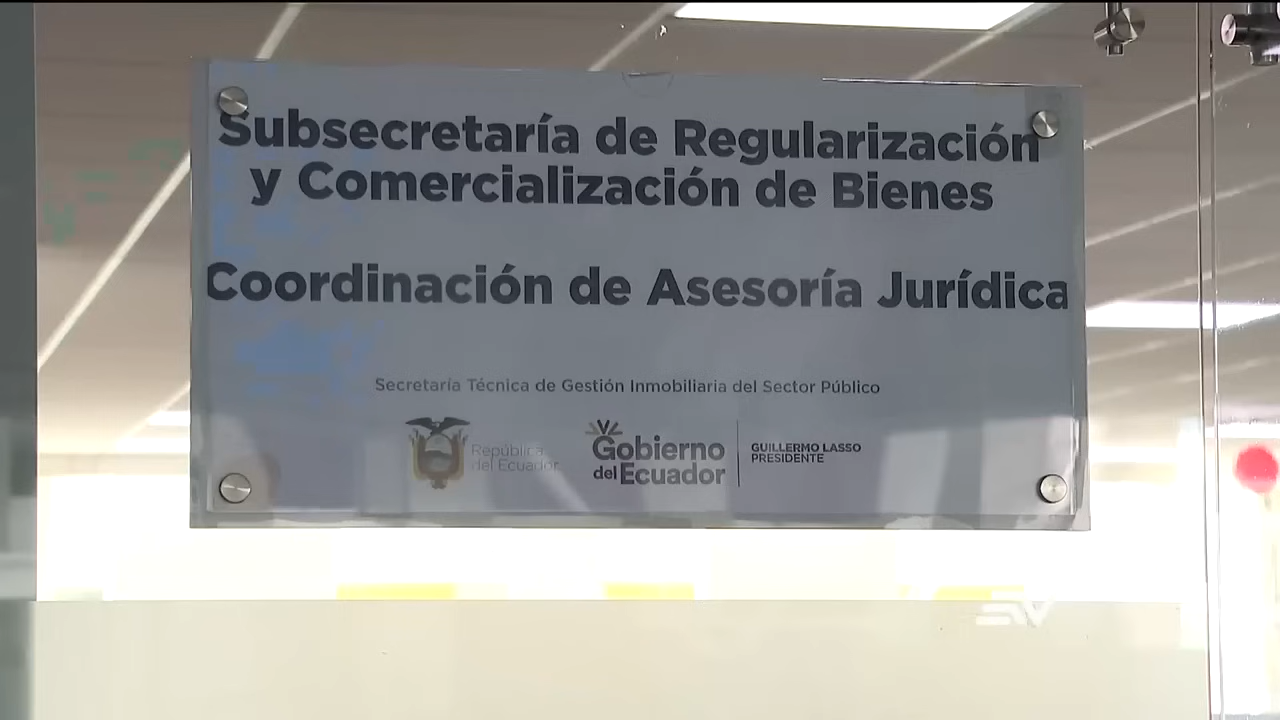 Subsecretaría de Regularización
y Comercialización de Bienes
Coordinación de Asesoría Jurídica
Secretaría Técnica de Gestión Inmobiliaria del Sector Público
República
del Ecuador
Gobierno
del Ecuador
GUILLERMO LASSO
PRESIDENTE